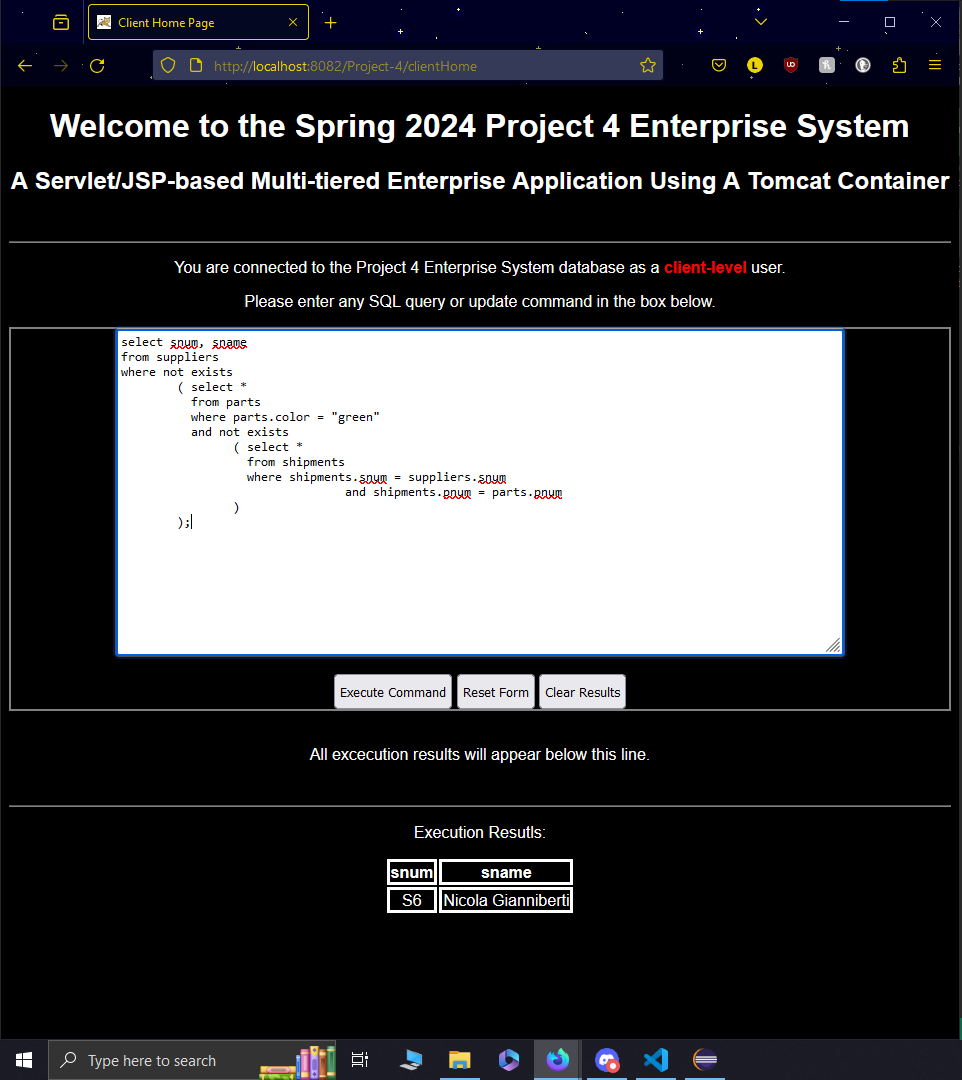 Client Home Page
http://localhost:8082/Project-4/clientHome
Welcome to the Spring 2024 Project 4 Enterprise System
A Servlet/JSP-based Multi-tiered Enterprise Application Using A Tomcat Container
You are connected to the Project 4 Enterprise System database as a client-level user.
Please enter any SQL query or update command in the box below.
select snum, sname
from suppliers
where not exists
( select *
from parts
where parts.color = "green"
and not exists
( select *
from shipments
where shipments.snum = suppliers.snum
and shipments.pnum = parts.pnum
)
);
Execute Command Reset Form Clear Results
All excecution results will appear below this line.
Execution Resutls:
snum sname
S6 Nicola Gianniberti
Type here to search